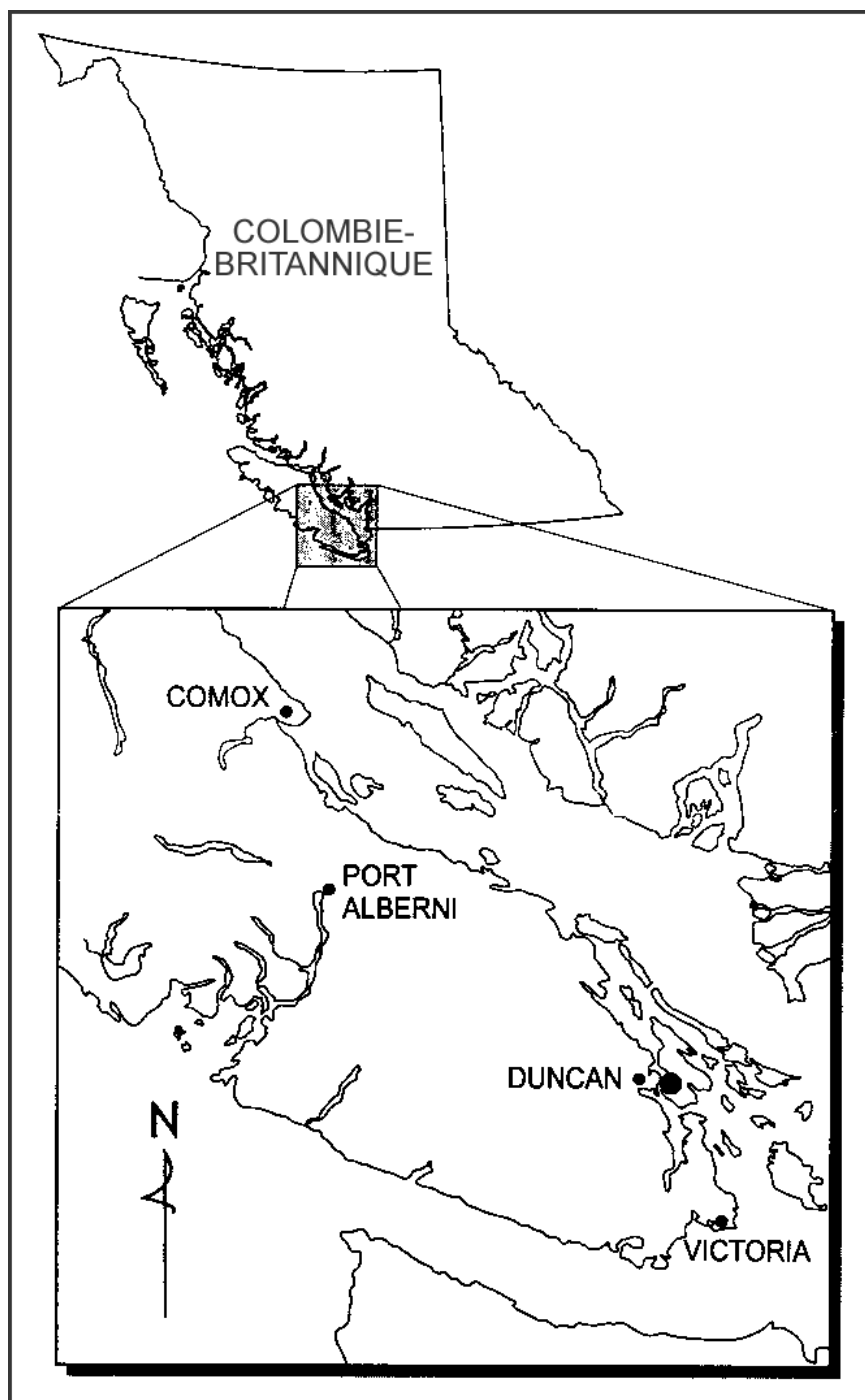 COLOMBIE-
BRITANNIQUE
COMOX
PORT
ALBERNI
DUNCAN
N
VICTORIA